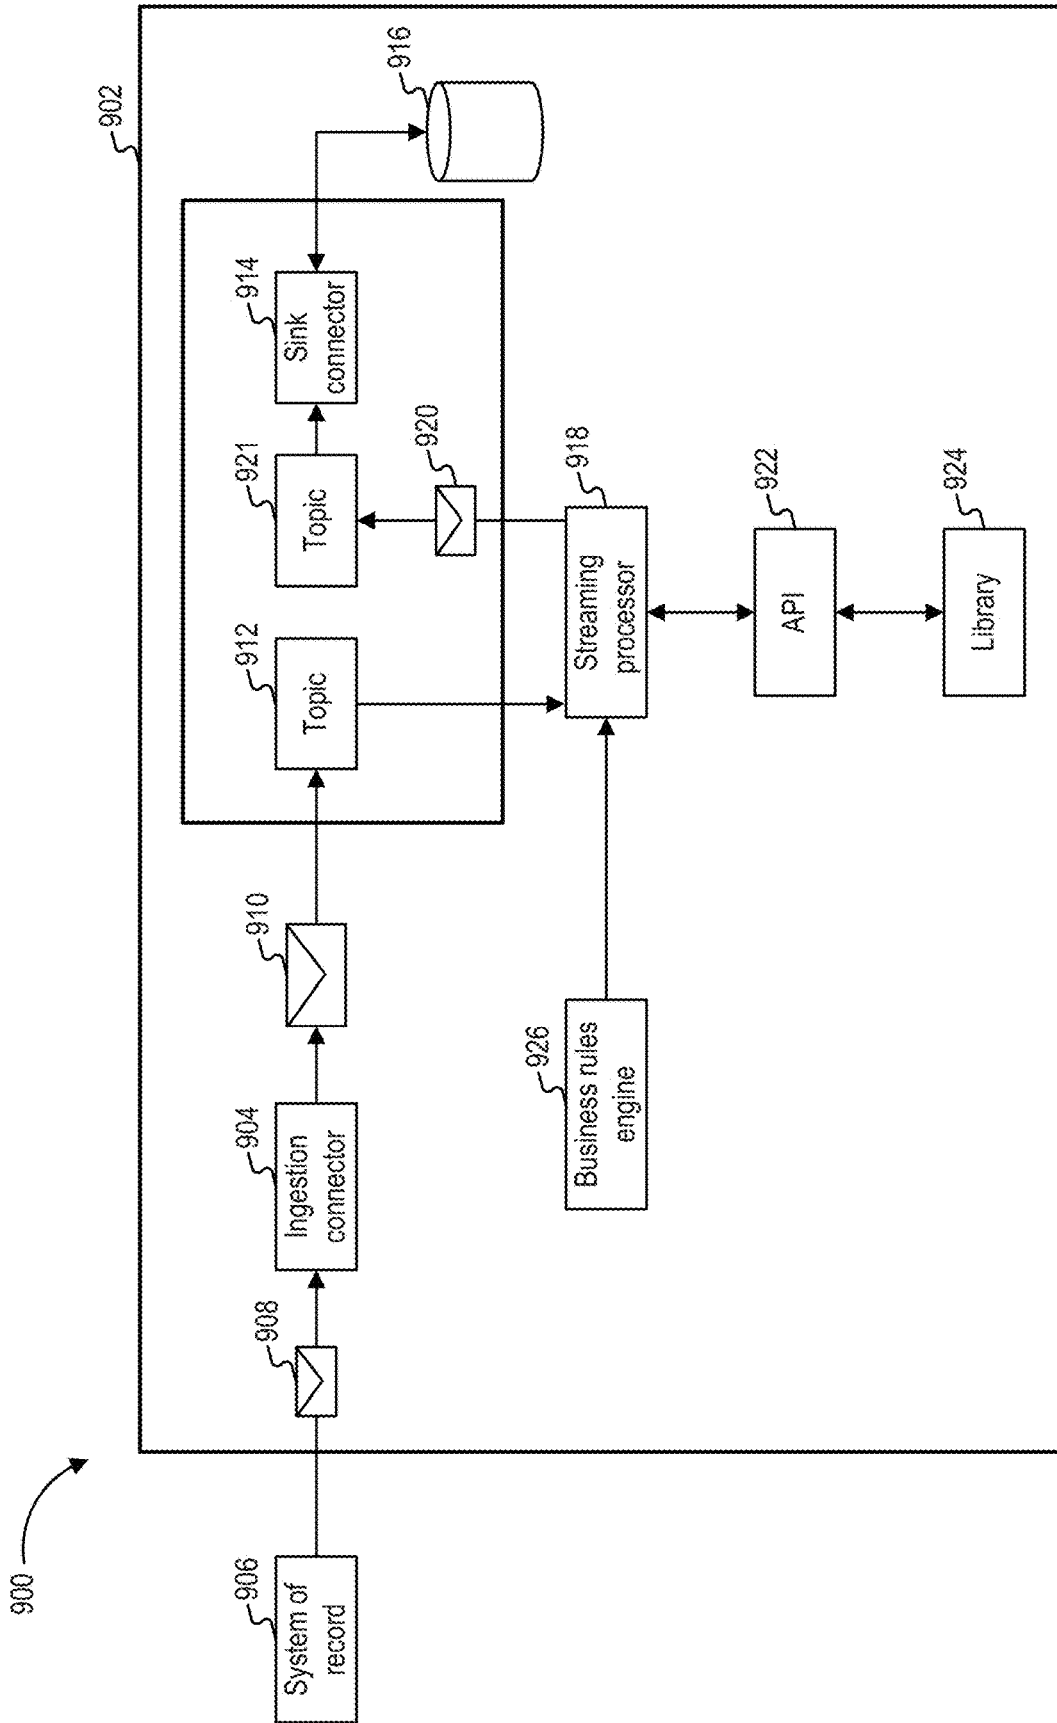 900
902
906
System of
record
908
904
Ingestion
connector
910
912
Topic
921
Topic
914
Sink
connector
916
920
926
Business rules
engine
918
Streaming
processor
922
API
924
Library